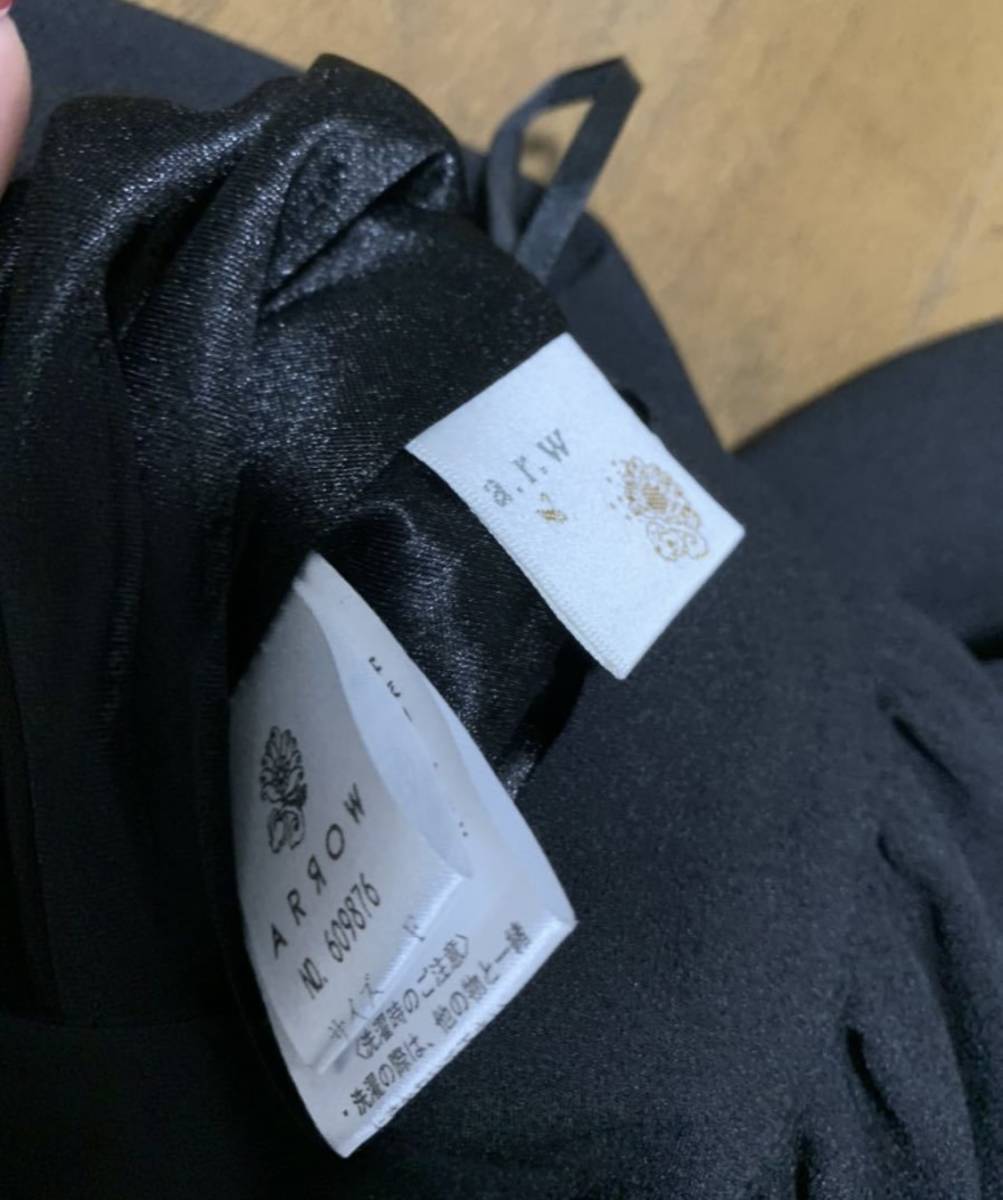 a.r.w
ARЯOW
NO. 609876
サイズ F
〈洗濯時のご注意〉
・洗濯の際は、他の物と一緒